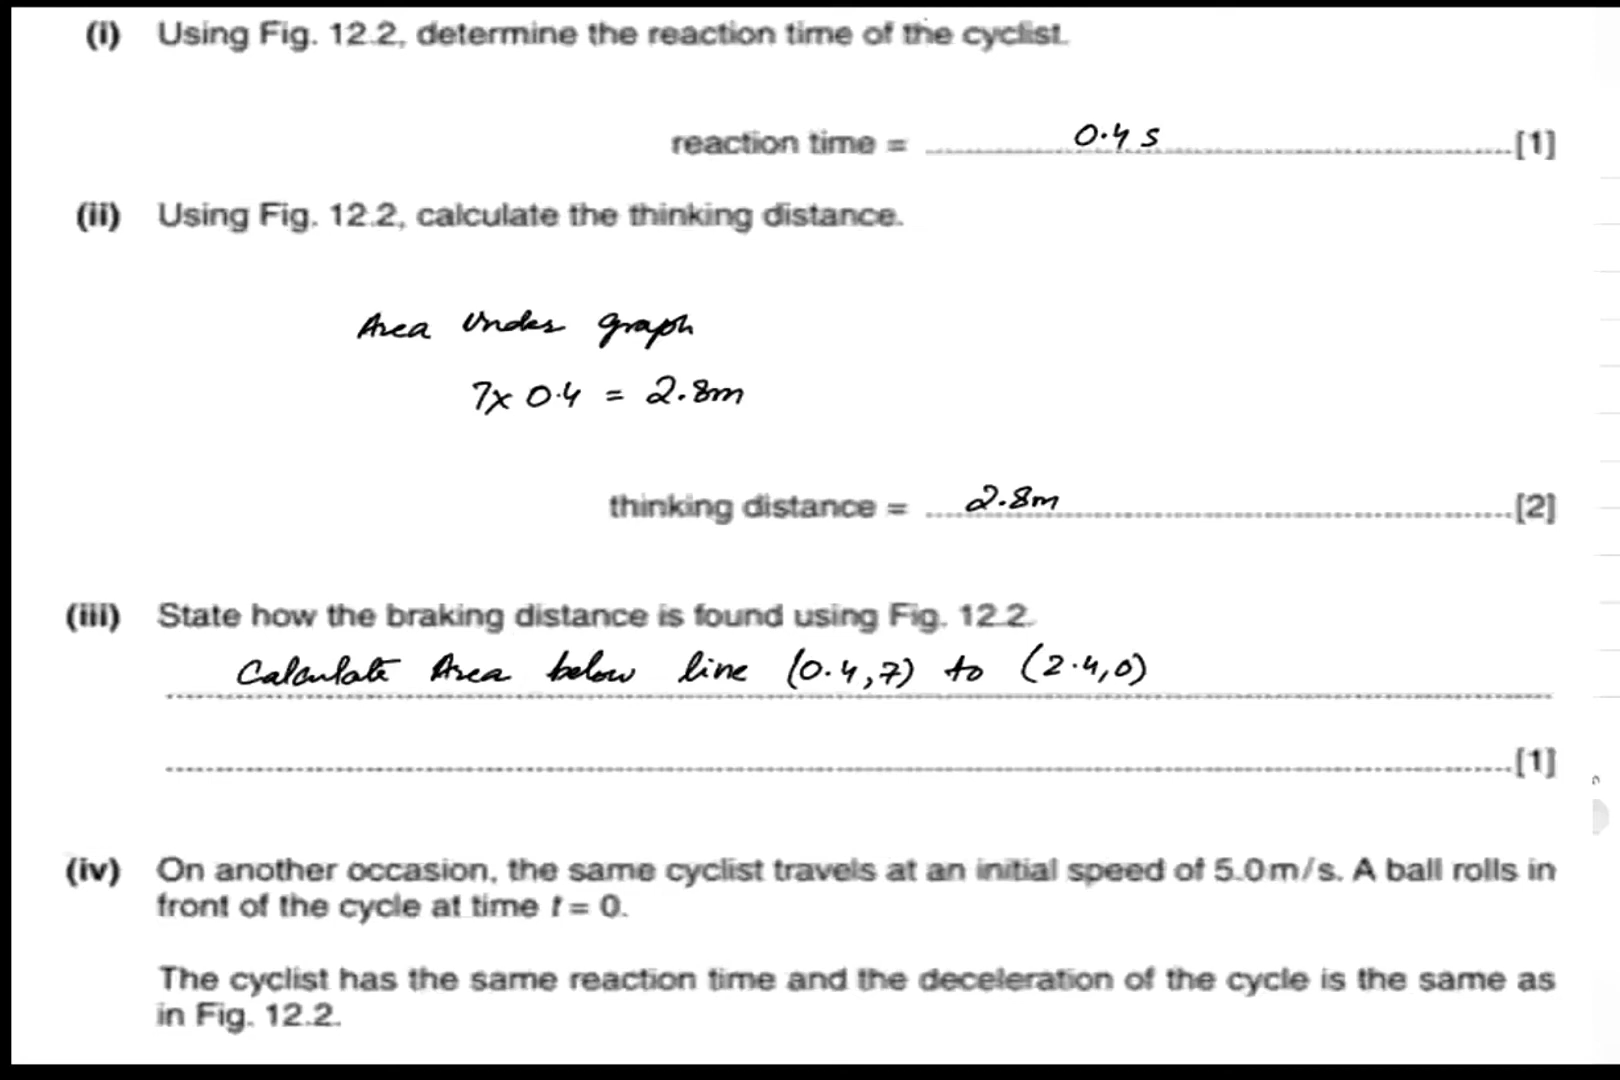 (i) Using Fig. 12.2, determine the reaction time of the cyclist.
reaction time = 0.4 s [1]
(ii) Using Fig. 12.2, calculate the thinking distance.
Area Under graph
7x 0.4 = 2.8m
thinking distance = 2.8m [2]
(iii) State how the braking distance is found using Fig. 12.2.
Calculate Area below line (0.4,7) to (2.4,0)
[1]
(iv) On another occasion, the same cyclist travels at an initial speed of 5.0 m/s. A ball rolls in
front of the cycle at time t = 0.
The cyclist has the same reaction time and the deceleration of the cycle is the same as
in Fig. 12.2.